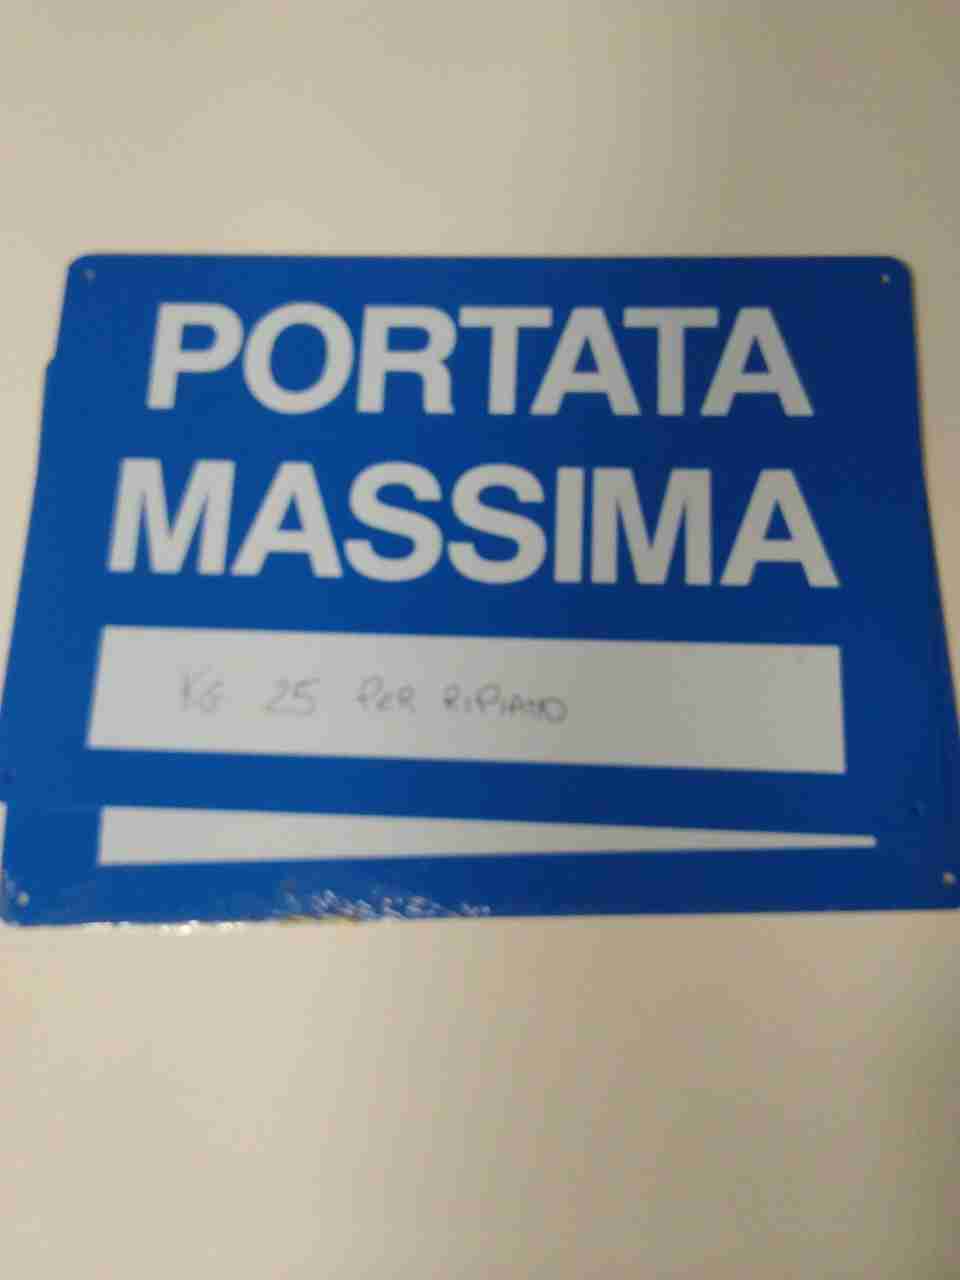 PORTATA
MASSIMA
KG 25 PER RIPIANO